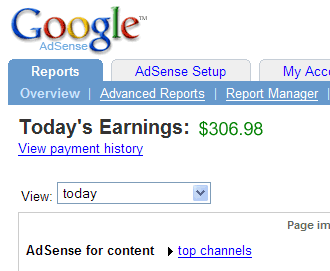 Google™
AdSense
Reports AdSense Setup My Acc
Overview | Advanced Reports | Report Manager |
Today's Earnings: $306.98
View payment history
View: today
Page im
AdSense for content top channels